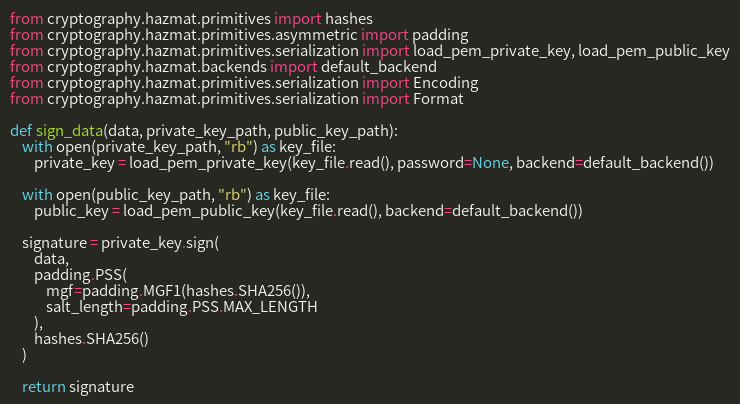 from cryptography.hazmat.primitives import hashes
from cryptography.hazmat.primitives.asymmetric import padding
from cryptography.hazmat.primitives.serialization import load_pem_private_key, load_pem_public_key
from cryptography.hazmat.backends import default_backend
from cryptography.hazmat.primitives.serialization import Encoding
from cryptography.hazmat.primitives.serialization import Format

def sign_data(data, private_key_path, public_key_path):
    with open(private_key_path, "rb") as key_file:
        private_key = load_pem_private_key(key_file.read(), password=None, backend=default_backend())

    with open(public_key_path, "rb") as key_file:
        public_key = load_pem_public_key(key_file.read(), backend=default_backend())

    signature = private_key.sign(
        data,
        padding.PSS(
            mgf=padding.MGF1(hashes.SHA256()),
            salt_length=padding.PSS.MAX_LENGTH
        ),
        hashes.SHA256()
    )

    return signature